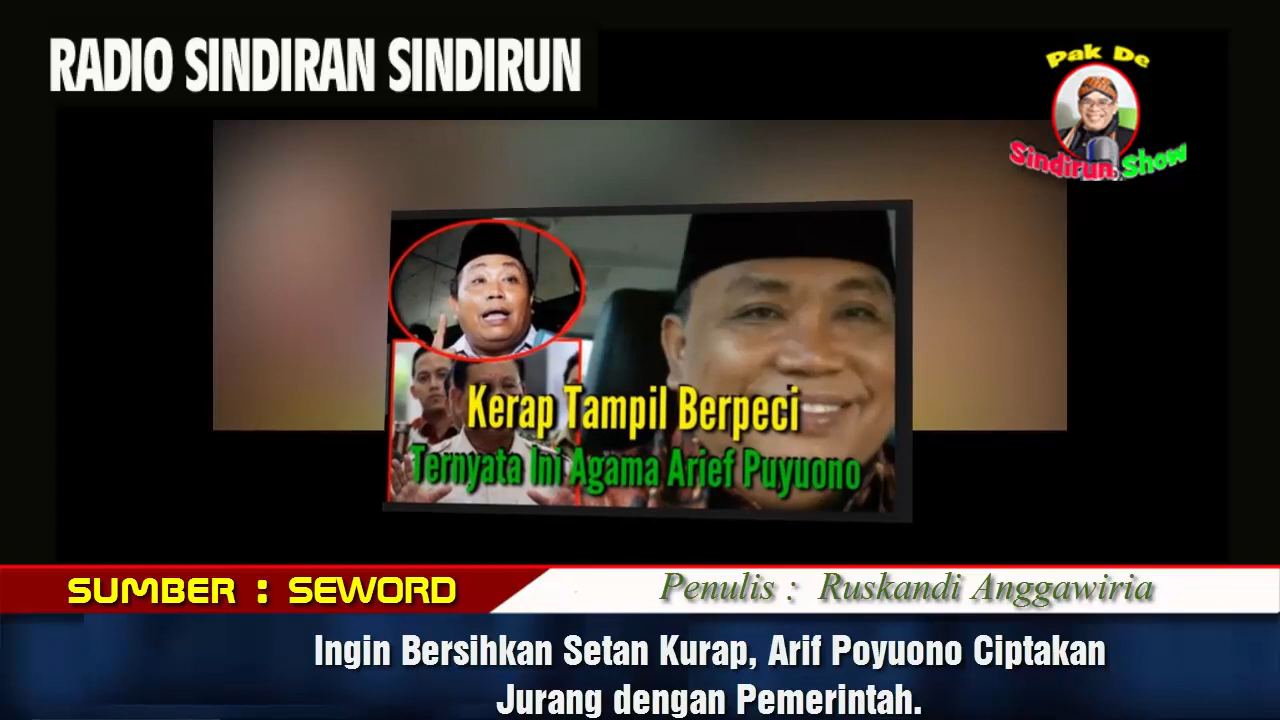 RADIO SINDIRAN SINDIRUN
Pak De
Sindirun Show
Kerap Tampil Berpeci
Ternyata Ini Agama Arief Puyuono
SUMBER : SEWORD
Penulis : Ruskandi Anggawiria
Ingin Bersihkan Setan Kurap, Arif Poyuono Ciptakan
Jurang dengan Pemerintah.